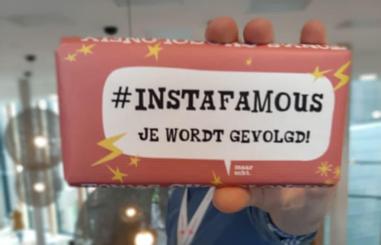 #INSTAFAMOUS
JE WORDT GEVOLGD!
maar
echt.